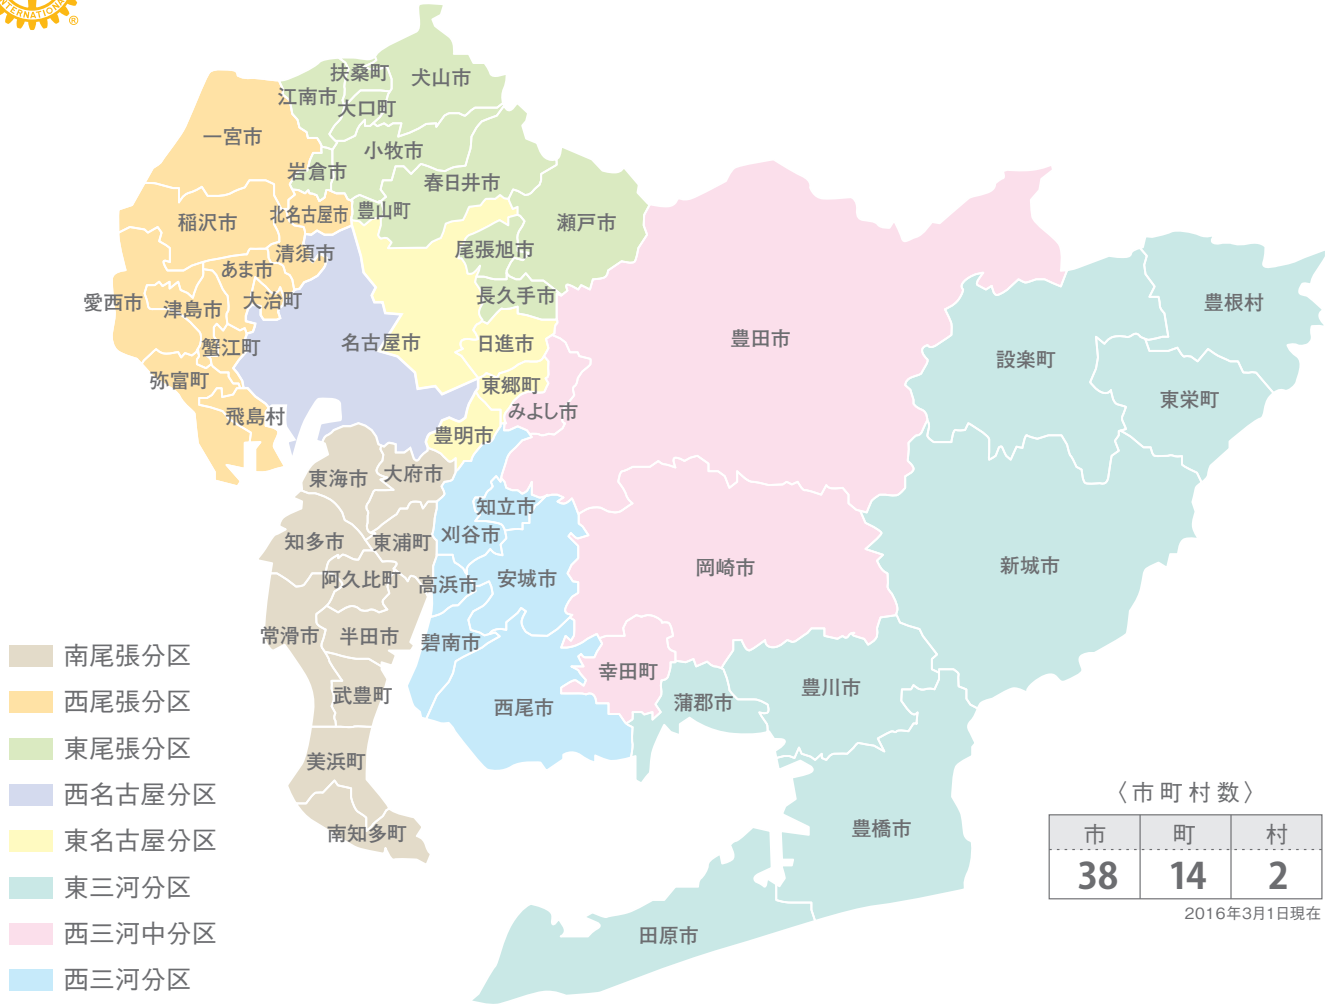 INTERNATIONAL
®
扶桑町
犬山市
江南市
大口町
一宮市
小牧市
岩倉市
春日井市
稲沢市
北名古屋市
豊山町
瀬戸市
清須市
尾張旭市
あま市
愛西市
津島市
大治町
長久手市
豊根村
蟹江町
名古屋市
日進市
豊田市
設楽町
弥富町
東郷町
東栄町
飛島村
みよし市
豊明市
東海市
大府市
知立市
知多市
東浦町
刈谷市
岡崎市
新城市
阿久比町
高浜市
安城市
常滑市
半田市
碧南市
幸田町
豊川市
武豊町
西尾市
蒲郡市
美浜町
南知多町
豊橋市
田原市
南尾張分区
西尾張分区
東尾張分区
西名古屋分区
東名古屋分区
東三河分区
西三河中分区
西三河分区
〈市町村数〉
市 町 村
38 14 2
2016年3月1日現在